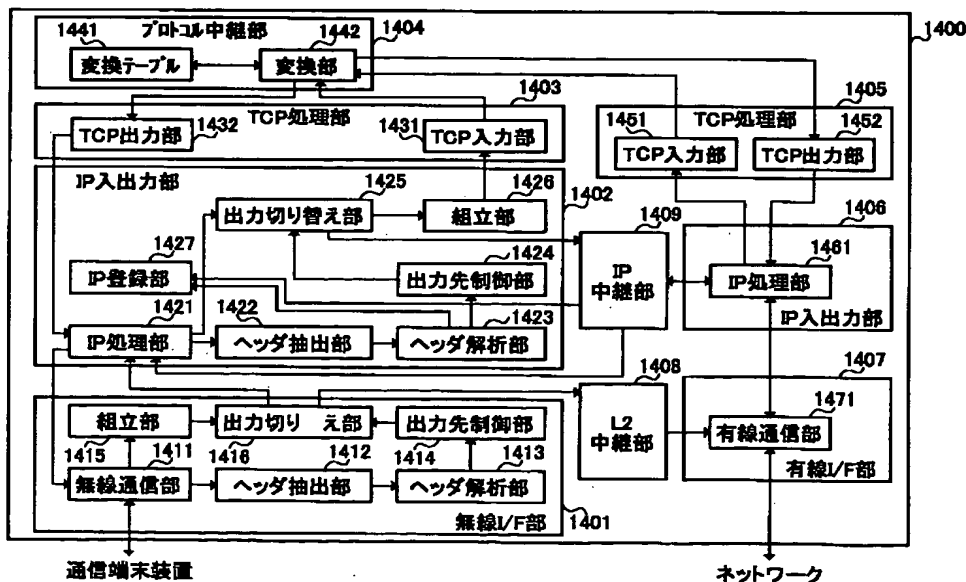 1400
プロトコル中継部
1404
1441
変換テーブル
1442
変換部
1403
TCP処理部
TCP出力部
1432
1431
TCP入力部
1405
TCP処理部
1451
TCP入力部
1452
TCP出力部
IP入出力部
1402
1425
出力切り替え部
1426
組立部
1427
IP登録部
1424
出力先制御部
1421
IP処理部
1422
ヘッダ抽出部
1423
ヘッダ解析部
1409
IP
中継部
1406
1461
IP処理部
IP入出力部
組立部
1415
出力切り え部
1416
出力先制御部
1414
1411
無線通信部
1412
ヘッダ抽出部
1413
ヘッダ解析部
無線I/F部
1401
1408
L2
中継部
1407
1471
有線通信部
有線I/F部
通信端末装置
ネットワーク